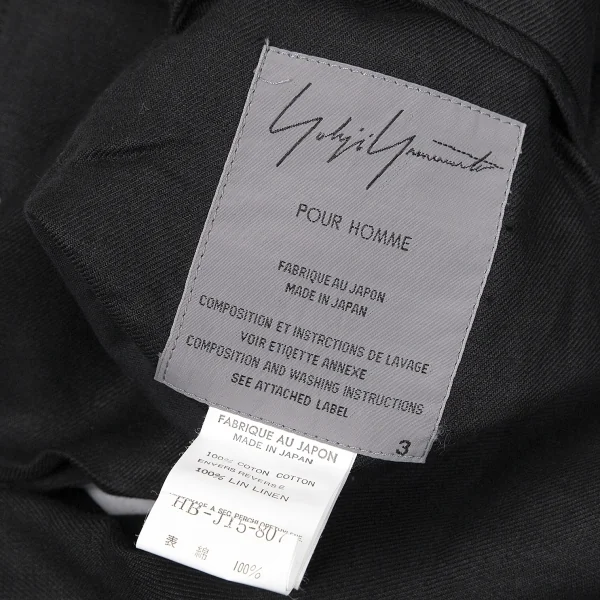 Yohji Yamamoto
POUR HOMME
FABRIQUE AU JAPON
MADE IN JAPAN
COMPOSITION ET INSTRCTIONS DE LAVAGE
VOIR ETIQETTE ANNEXE
COMPOSITION AND WASHING INSTRUCTIONS
SEE ATTACHED LABEL
3
FABRIQUE AU JAPON
MADE IN JAPAN
100% COTON COTTON
ENVERS REVERSE
100% LIN LINEN
A SEC
HB-J15-807
表 綿 100%